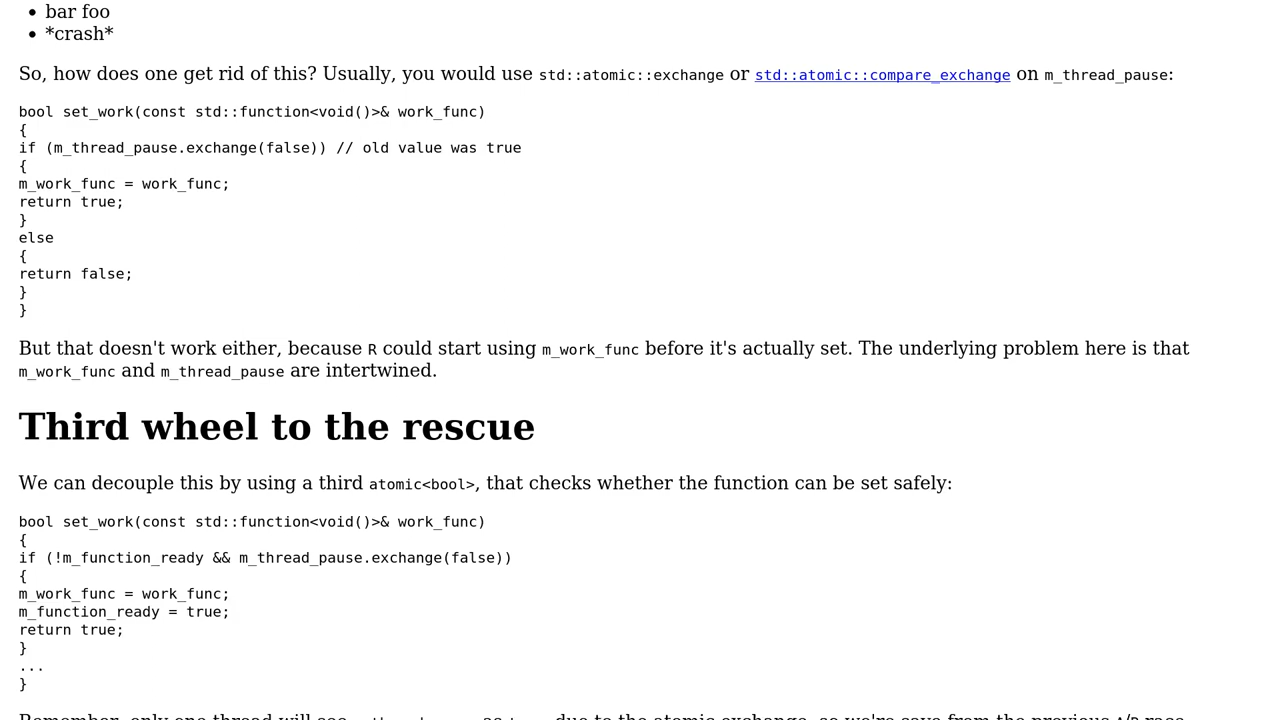 bar foo
*crash*
So, how does one get rid of this? Usually, you would use std::atomic::exchange or std::atomic::compare_exchange on m_thread_pause:
bool set_work(const std::function<void()>& work_func)
{
if (m_thread_pause.exchange(false)) // old value was true
{
m_work_func = work_func;
return true;
}
else
{
return false;
}
}
But that doesn't work either, because R could start using m_work_func before it's actually set. The underlying problem here is that
m_work_func and m_thread_pause are intertwined.
Third wheel to the rescue
We can decouple this by using a third atomic<bool>, that checks whether the function can be set safely:
bool set_work(const std::function<void()>& work_func)
{
if (!m_function_ready && m_thread_pause.exchange(false))
{
m_work_func = work_func;
m_function_ready = true;
return true;
}
...
}
Remember, only one thread will see due to the atomic exchange, so we're save from the previous A/B race